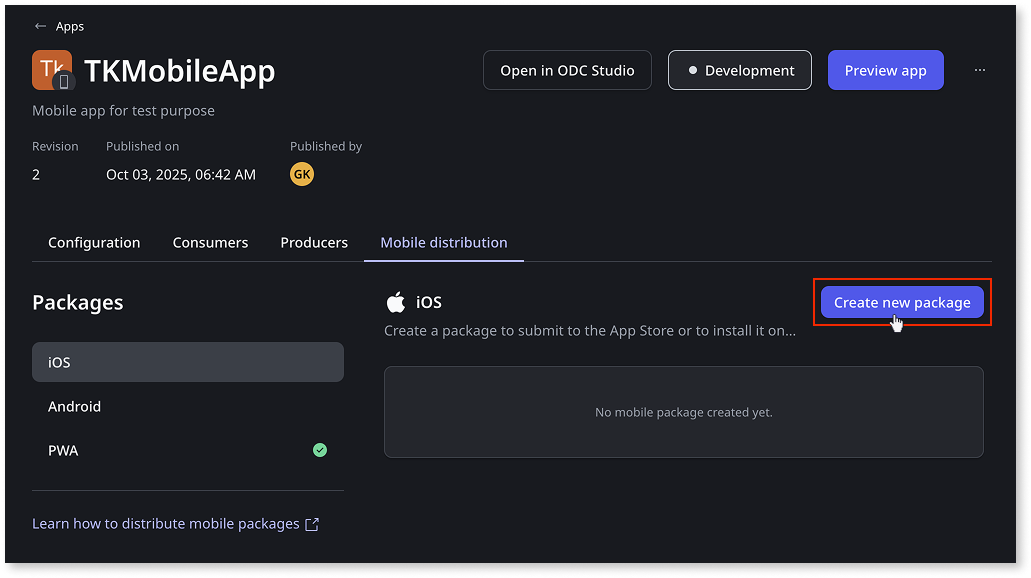 Apps
Tk
TKMobileApp
Open in ODC Studio
Development
Preview app
Mobile app for test purpose
Revision Published on Published by
2 Oct 03, 2025, 06:42 AM GK
Configuration Consumers Producers Mobile distribution
Packages
iOS
Android
PWA
Learn how to distribute mobile packages
iOS
Create new package
Create a package to submit to the App Store or to install it on...
No mobile package created yet.